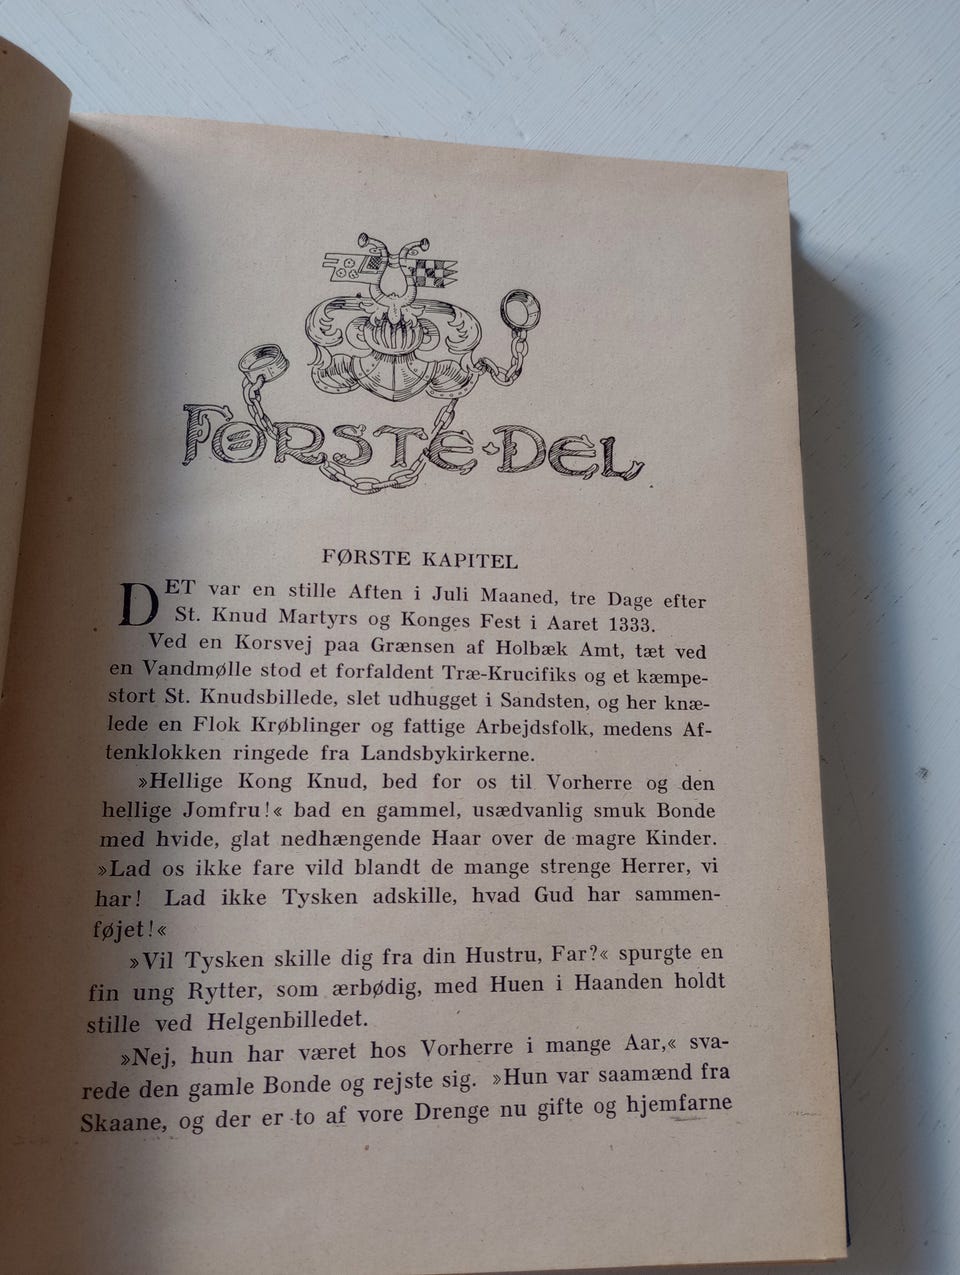 FØRSTE · DEL
FØRSTE KAPITEL
DET var en stille Aften i Juli Maaned, tre Dage efter
St. Knud Martyrs og Konges Fest i Aaret 1333.
Ved en Korsvej paa Grænsen af Holbæk Amt, tæt ved
en Vandmølle stod et forfaldent Træ-Krucifiks og et kæmpe-
stort St. Knudsbillede, slet udhugget i Sandsten, og her knæ-
lede en Flok Krøblinger og fattige Arbejdsfolk, medens Af-
tenklokken ringede fra Landsbykirkerne.
»Hellige Kong Knud, bed for os til Vorherre og den
hellige Jomfru!« bad en gammel, usædvanlig smuk Bonde
med hvide, glat nedhængende Haar over de magre Kinder.
»Lad os ikke fare vild blandt de mange strenge Herrer, vi
har! Lad ikke Tysken adskille, hvad Gud har sammen-
føjet!«
»Vil Tysken skille dig fra din Hustru, Far?« spurgte en
fin ung Rytter, som ærbødig, med Huen i Haanden holdt
stille ved Helgenbilledet.
»Nej, hun har været hos Vorherre i mange Aar,« sva-
rede den gamle Bonde og rejste sig. »Hun var saamænd fra
Skaane, og der er to af vore Drenge nu gifte og hjemfarne